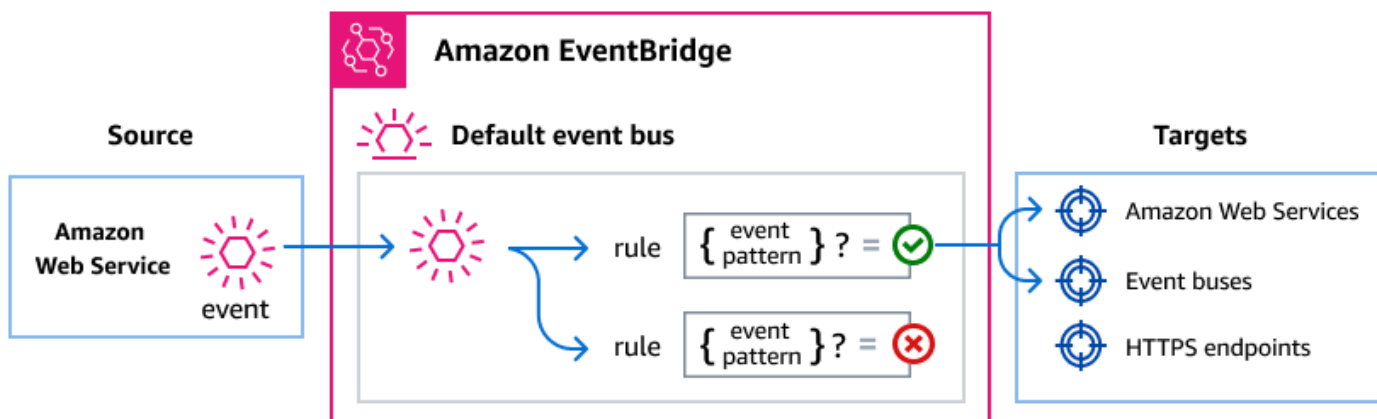 Amazon EventBridge
Source
Default event bus
Targets
Amazon
Web Service
event
rule { event pattern } ? =
rule { event pattern } ? =
Amazon Web Services
Event buses
HTTPS endpoints